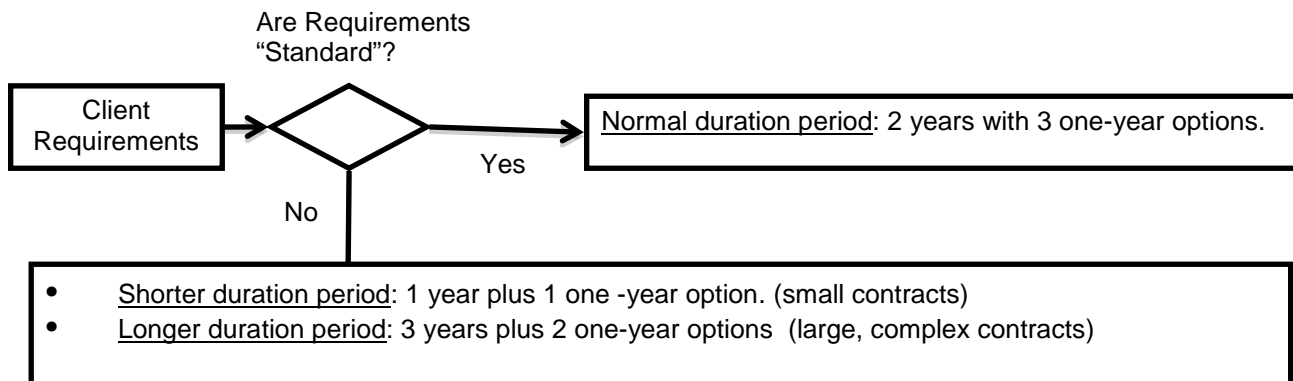 Are Requirements
“Standard”?
Client
Requirements
Normal duration period: 2 years with 3 one-year options.
Yes
No
• Shorter duration period: 1 year plus 1 one -year option. (small contracts)
• Longer duration period: 3 years plus 2 one-year options (large, complex contracts)